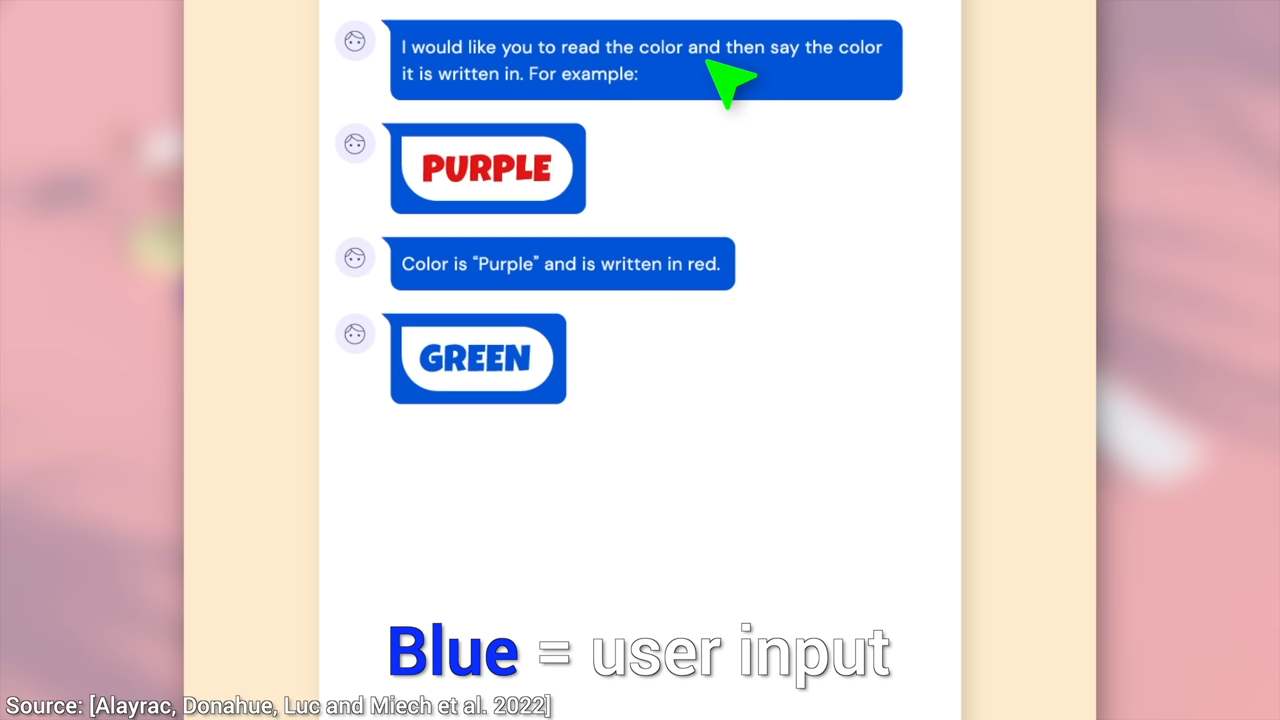 I would like you to read the color and then say the color
it is written in. For example:
PURPLE
Color is “Purple” and is written in red.
GREEN
Blue = user input
Source: [Alayrac, Donahue, Luc and Miech et al. 2022]